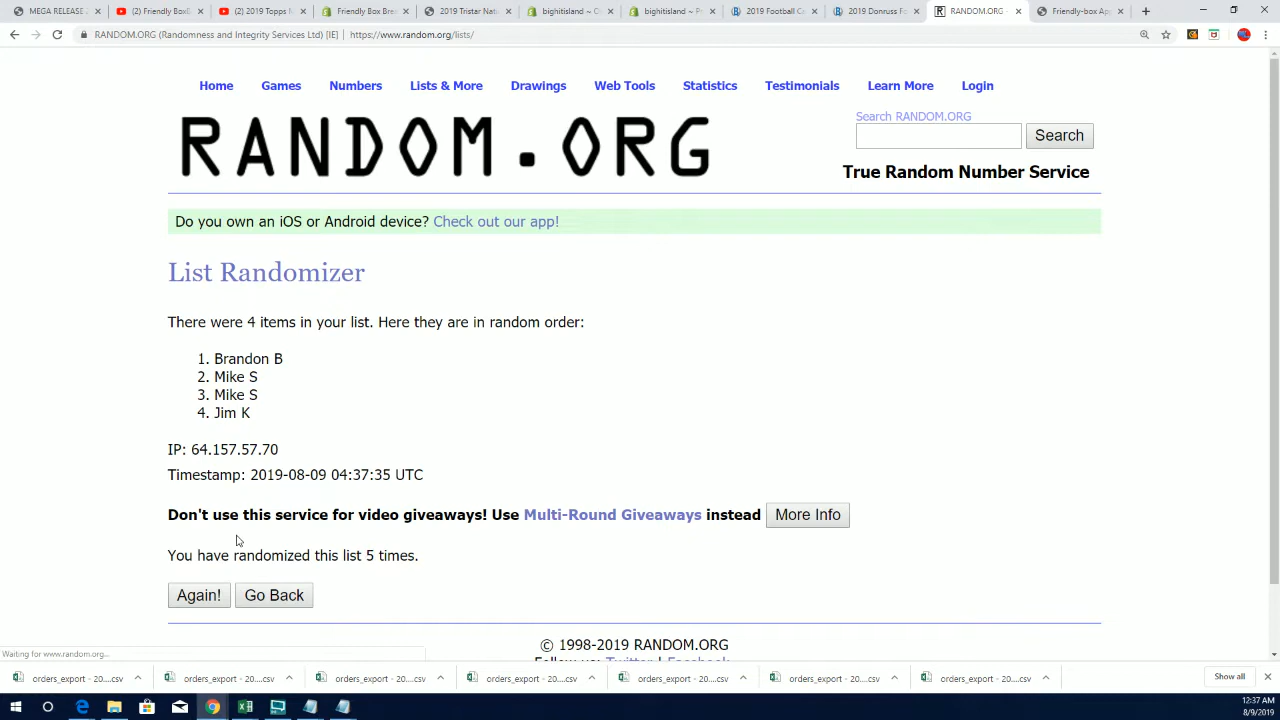 MEGA RELEASE
(2) Friendly BoxB
(2) 2019 Topps M
Friendly Box Bre
2019 Tristar Nati
bighitisland ~ C
bighitisland ~ P
2019 Football C
2019 Donruss Fo
RANDOM.ORG
Friendly-box Ap
RANDOM.ORG (Randomness and Integrity Services Ltd) [IE] | https://www.random.org/lists/
Home Games Numbers Lists & More Drawings Web Tools Statistics Testimonials Learn More Login
RANDOM.ORG
Search RANDOM.ORG
Search
True Random Number Service
Do you own an iOS or Android device? Check out our app!
List Randomizer
There were 4 items in your list. Here they are in random order:
1. Brandon B
2. Mike S
3. Mike S
4. Jim K
IP: 64.157.57.70
Timestamp: 2019-08-09 04:37:35 UTC
Don't use this service for video giveaways! Use Multi-Round Giveaways instead More Info
You have randomized this list 5 times.
Again! Go Back
© 1998-2019 RANDOM.ORG
Follow us: Twitter | Facebook
Waiting for www.random.org...
orders_export - 20....csv orders_export - 20....csv orders_export - 20....csv orders_export - 20....csv orders_export - 20....csv orders_export - 20....csv orders_export - 20....csv Show all
12:37 AM
8/9/2019